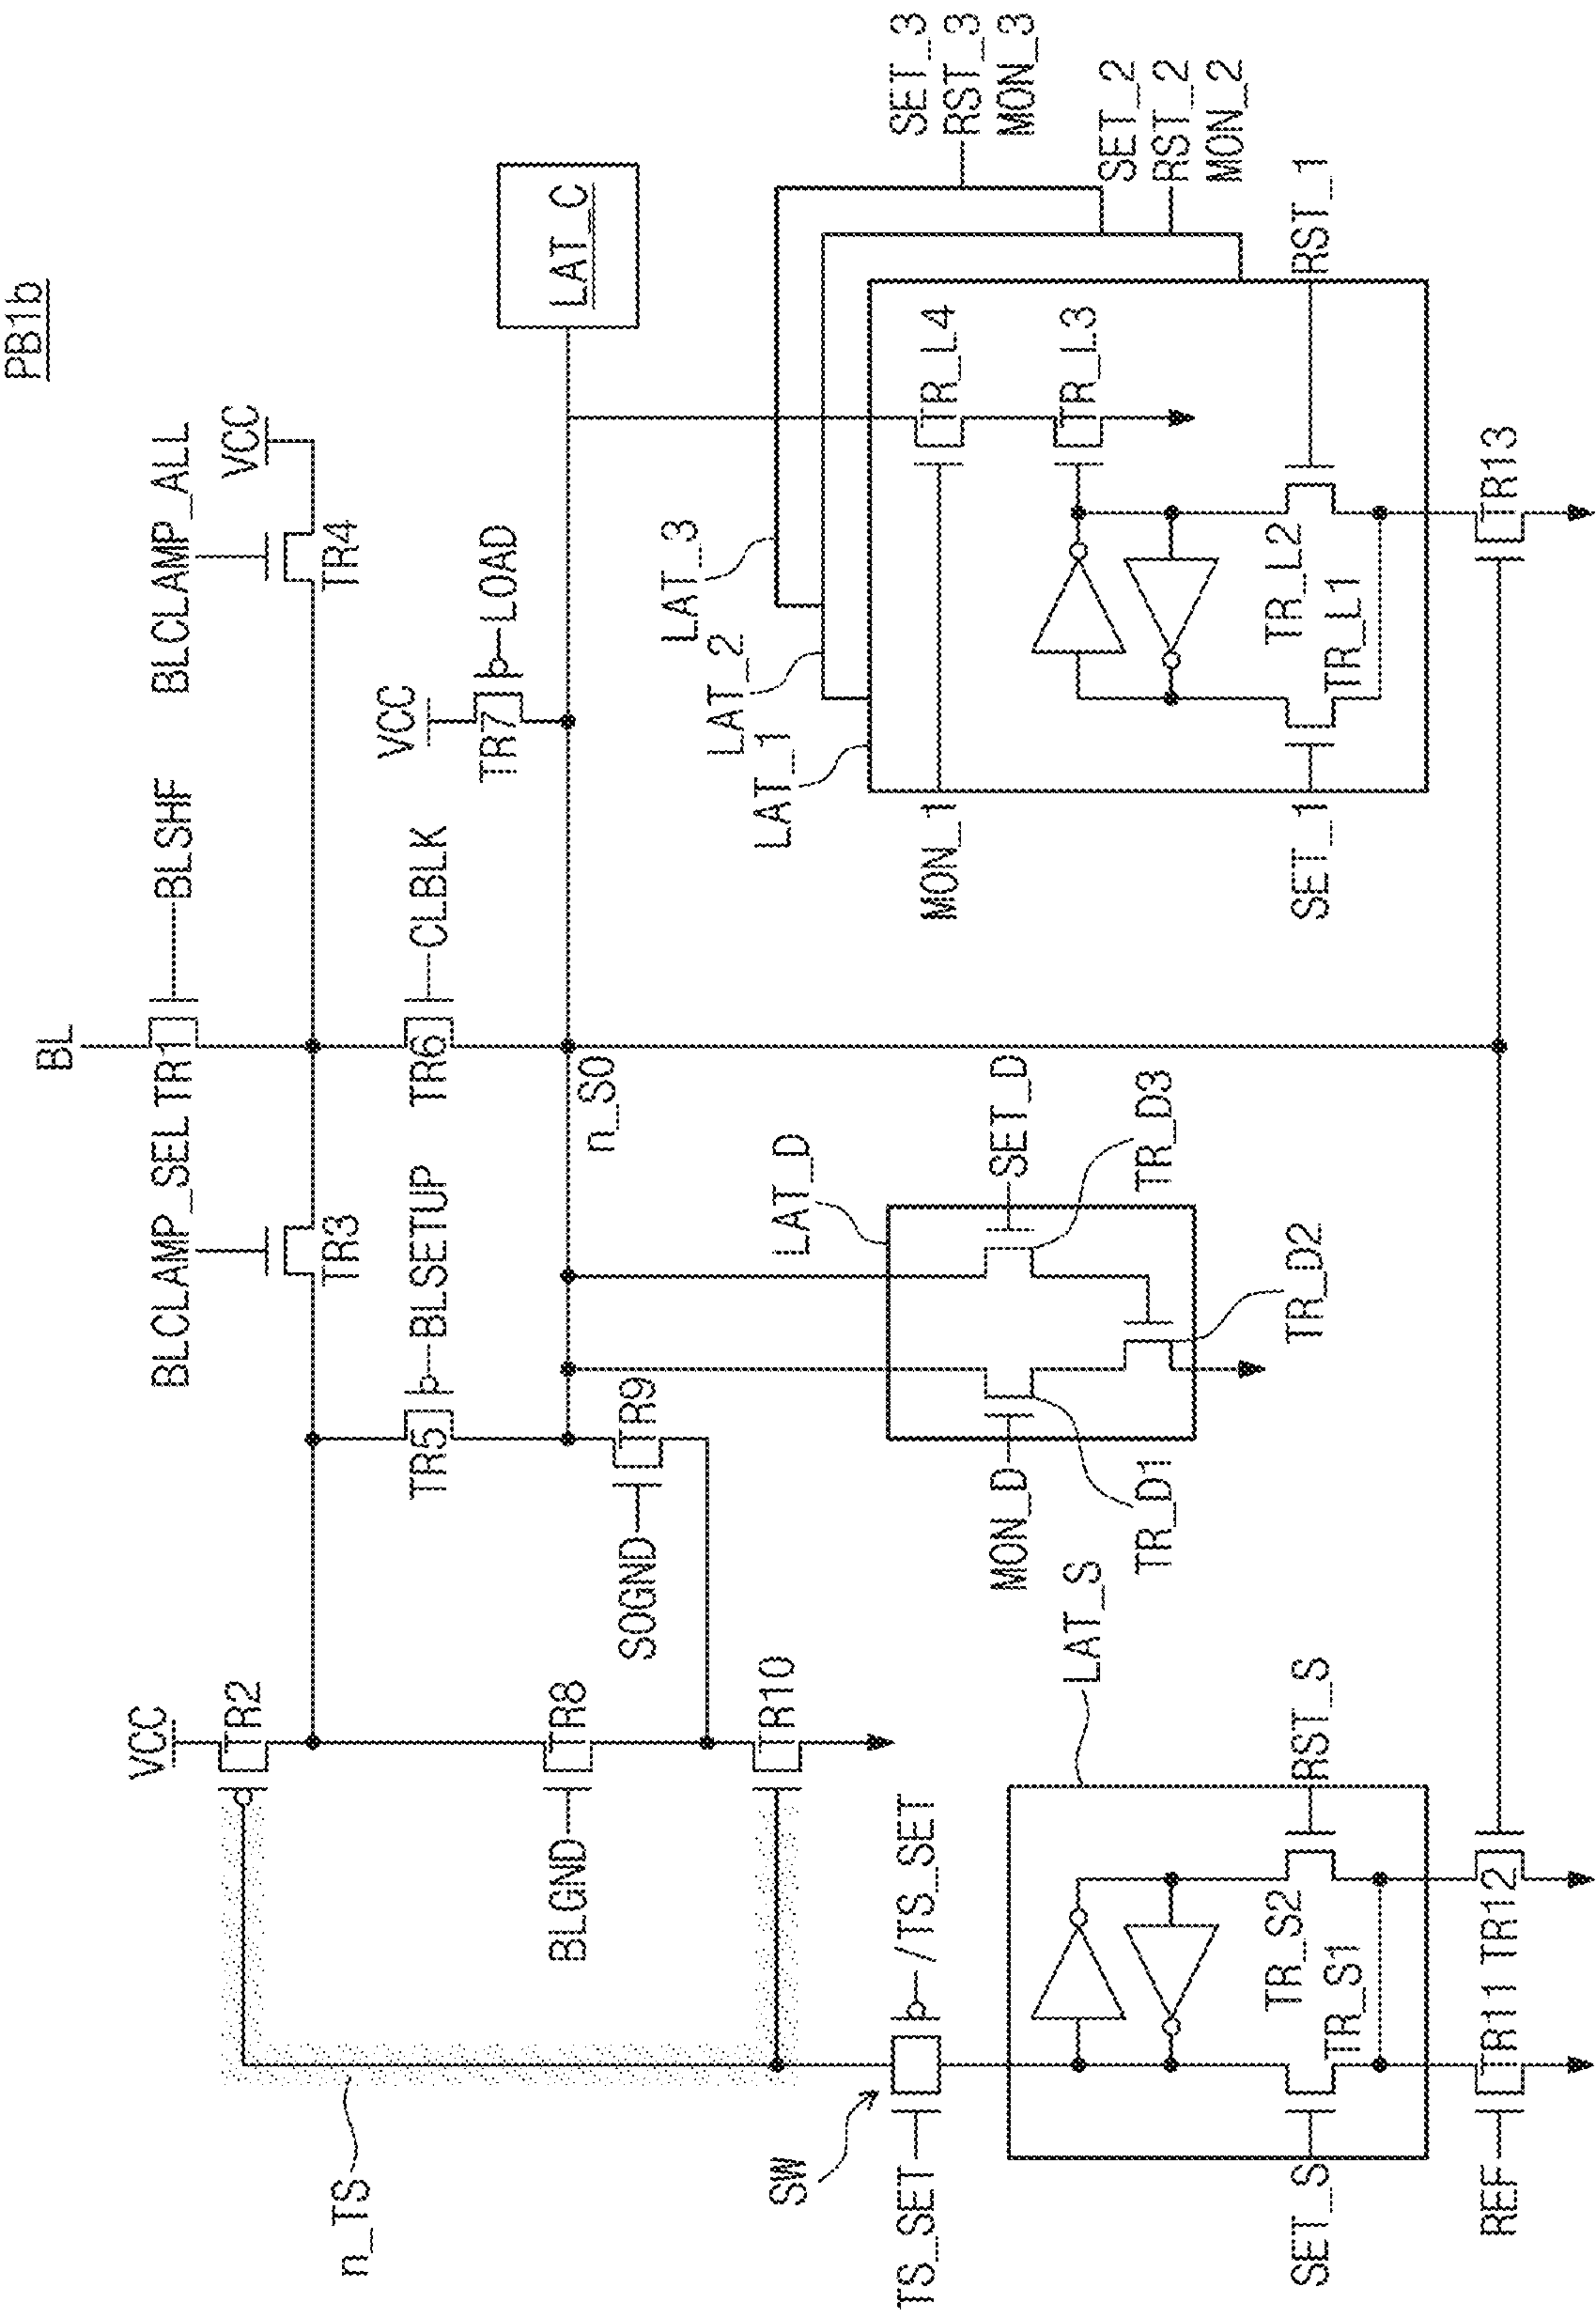 PB1b
BL
BLSHF
TR1
BLCLAMP_SEL
TR3
BLCLAMP_ALL
TR4
VCC
VCC
TR2
BLSETUP
TR5
CLBLK
TR6
VCC
TR7
LOAD
n_SO
LAT_C
BLGND
TR8
SOGND
TR9
TR10
n_TS
SW
TS_SET
/TS_SET
LAT_S
TR_S2
TR_S1
SET_S
RST_S
REF
TR11
TR12
LAT_D
MON_D
SET_D
TR_D1
TR_D3
TR_D2
LAT_3
LAT_2
LAT_1
MON_1
SET_1
TR_L4
TR_L3
TR_L2
TR_L1
RST_1
SET_3
RST_3
MON_3
SET_2
RST_2
MON_2
TR13